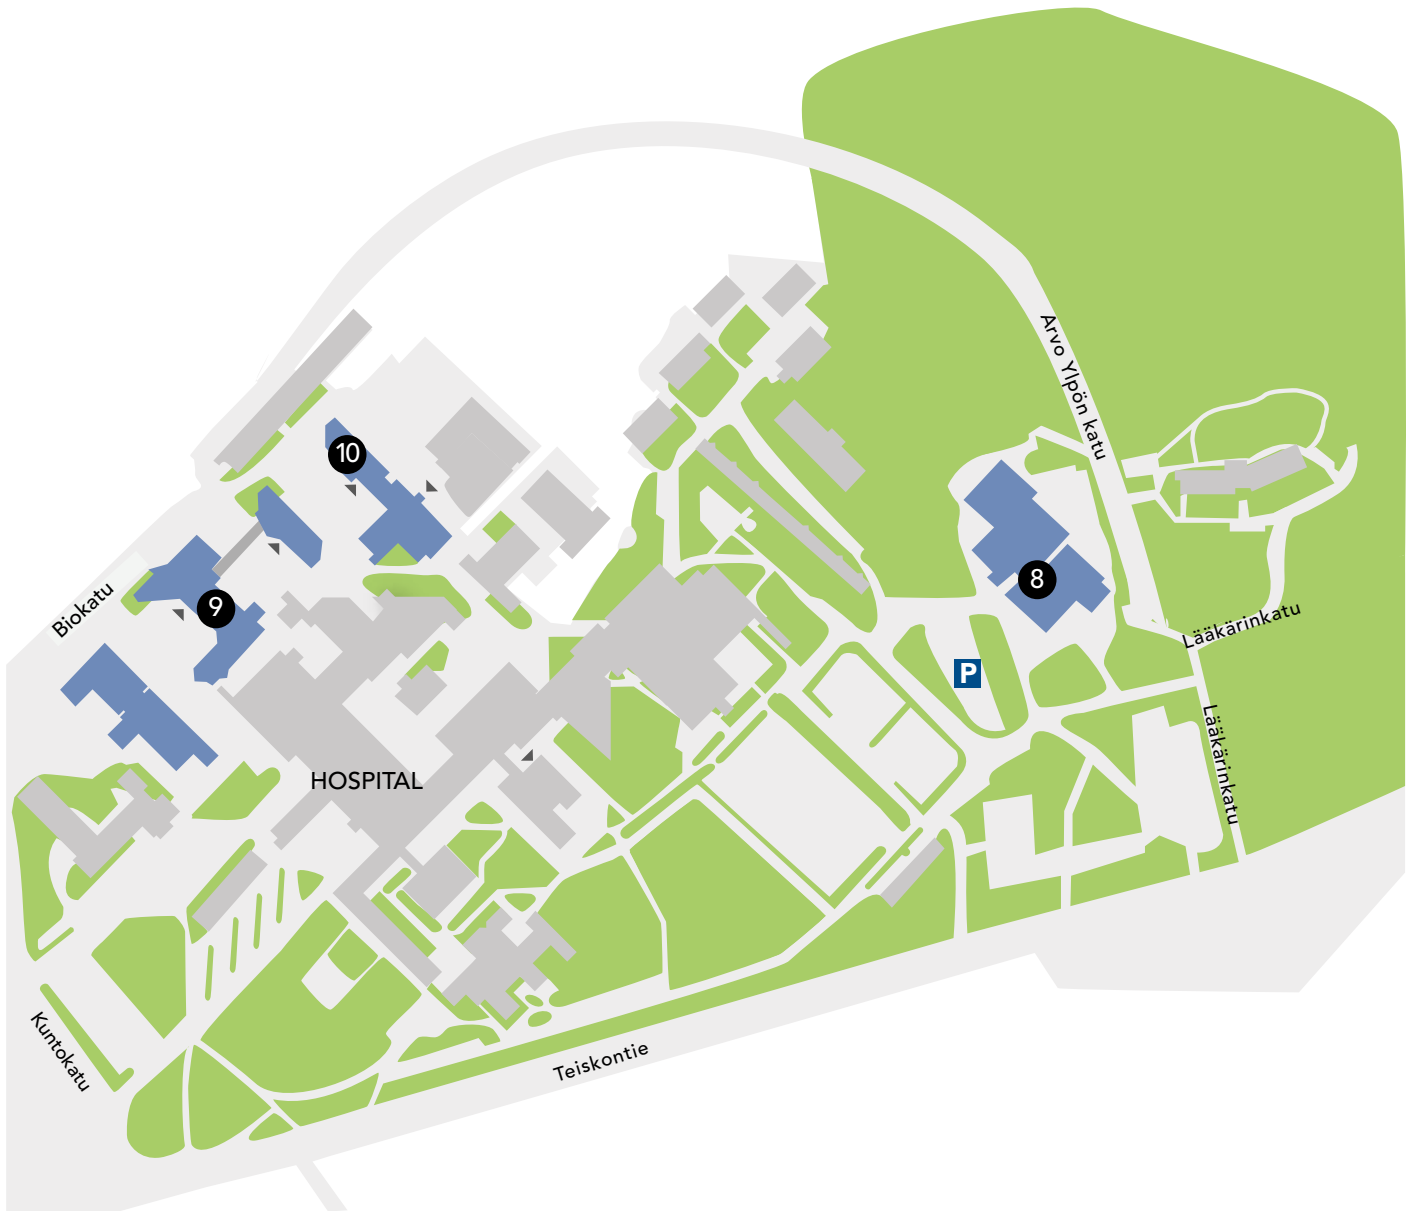 Arvo Ylpön katu
10
8
Biokatu
9
Lääkärinkatu
P
Lääkärinkatu
HOSPITAL
Kuntokatu
Teiskontie